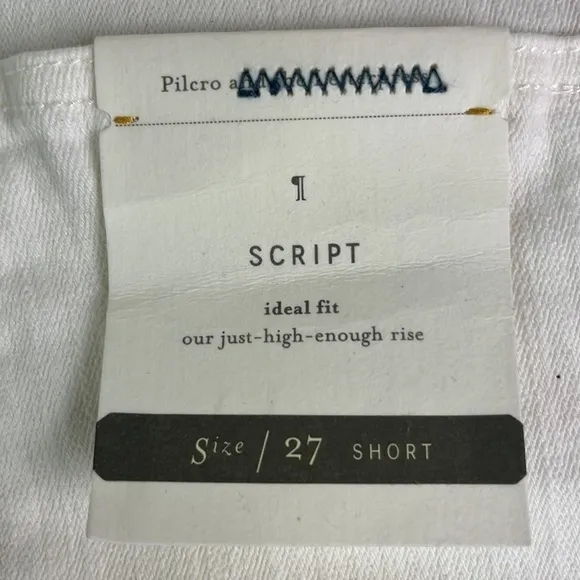 Pilcro
¶
SCRIPT
ideal fit
our just-high-enough rise
Size / 27 SHORT